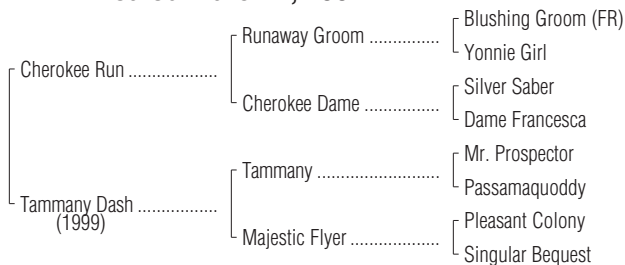 Blushing Groom (FR)
Runaway Groom ................
Yonnie Girl
Cherokee Run ....................
Silver Saber
Cherokee Dame .................
Dame Francesca
Mr. Prospector
Tammany ...........................
Passamaquoddy
Tammany Dash ..................
(1999)
Pleasant Colony
Majestic Flyer ....................
Singular Bequest